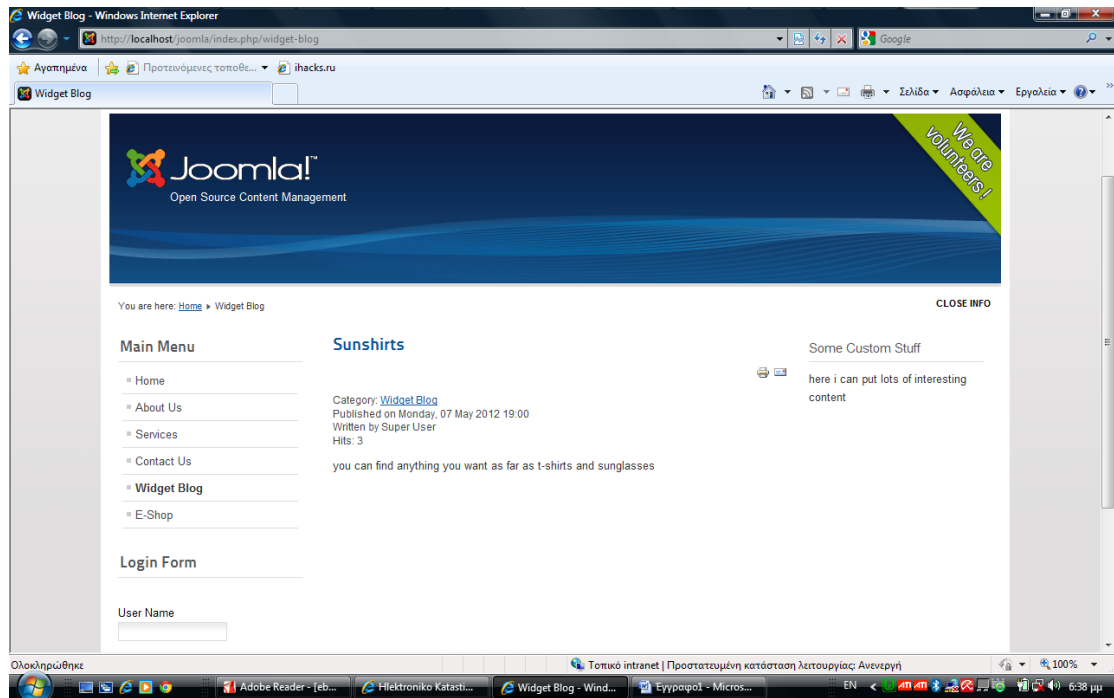 Widget Blog - Windows Internet Explorer
http://localhost/joomla/index.php/widget-blog
Google
Αγαπημένα
Προτεινόμενες τοποθε...
ihacks.ru
Widget Blog
Σελίδα
Ασφάλεια
Εργαλεία
Joomla!™
Open Source Content Management
We are
volunteers!
You are here: Home Widget Blog
CLOSE INFO
Main Menu
Home
About Us
Services
Contact Us
Widget Blog
E-Shop
Login Form
User Name
Sunshirts
Category: Widget Blog
Published on Monday, 07 May 2012 19:00
Written by Super User
Hits: 3
you can find anything you want as far as t-shirts and sunglasses
Some Custom Stuff
here i can put lots of interesting
content
Ολοκληρώθηκε
Τοπικό intranet | Προστατευμένη κατάσταση λειτουργίας: Ανενεργή
100%
Adobe Reader - [eb...
Hlektroniko Katasti...
Widget Blog - Wind...
Έγγραφο1 - Micros...
EN
ATI ATI
6:38 μμ